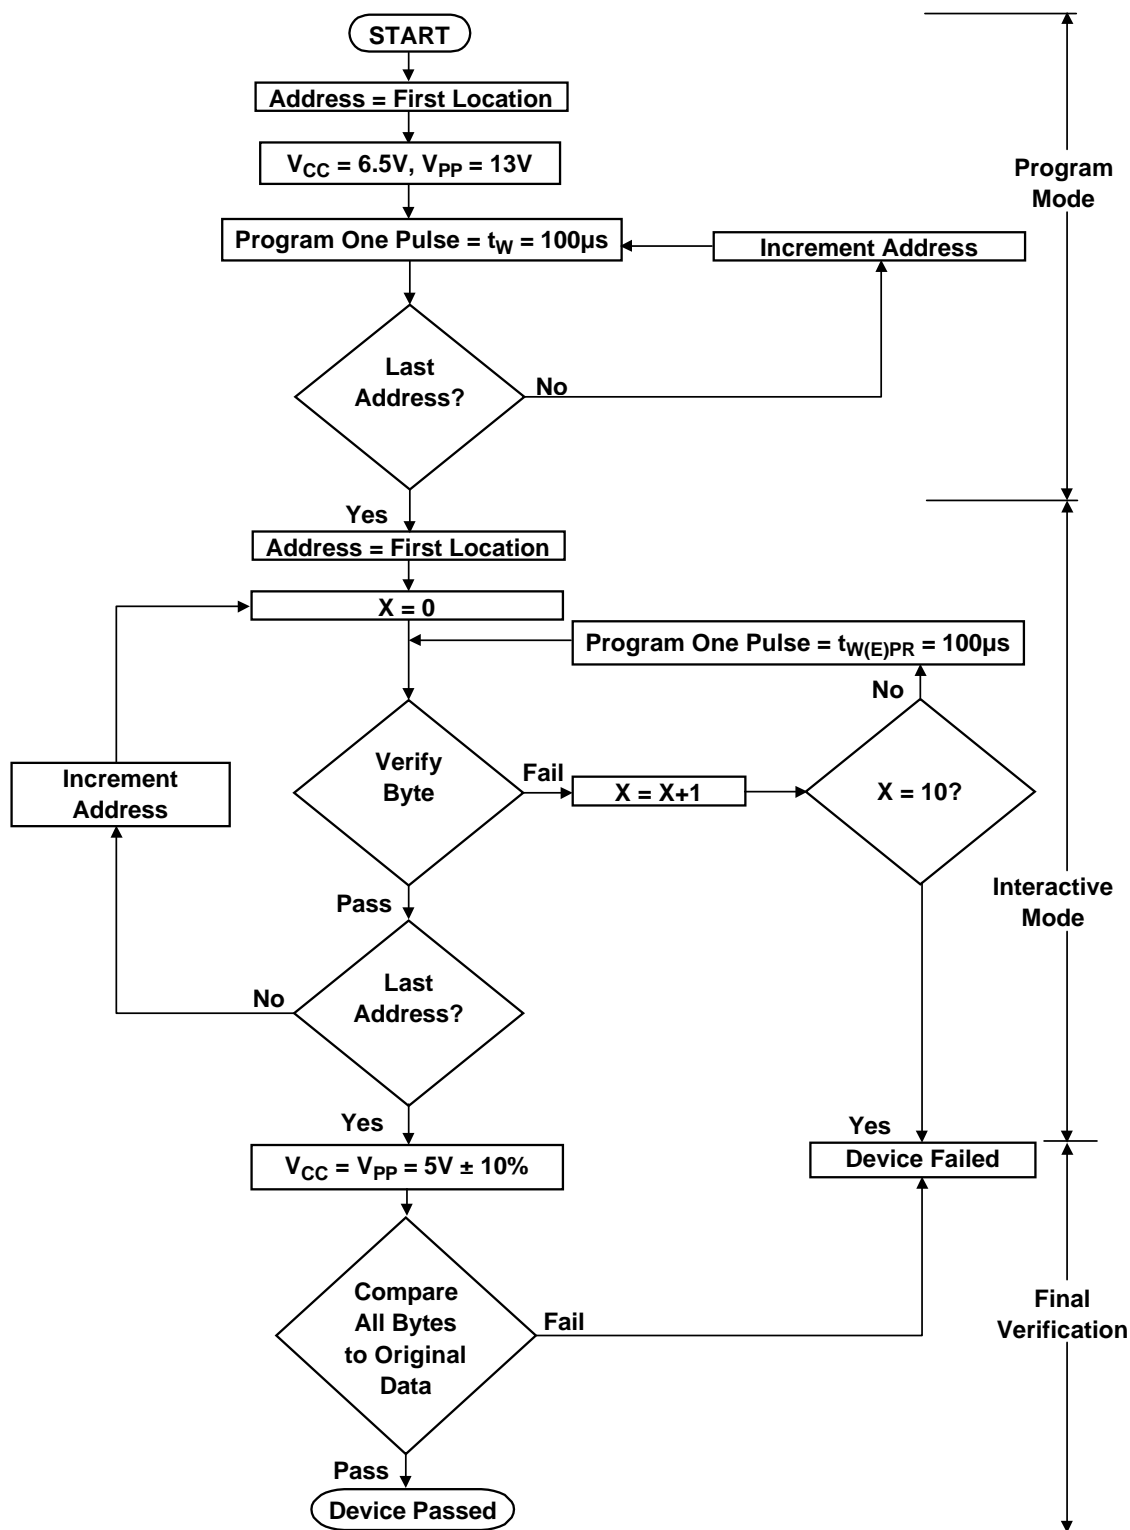 START
Address = First Location
VCC = 6.5V, VPP = 13V
Program
Mode
Program One Pulse = tW = 100µs
Increment Address
Last
Address?
No
Yes
Address = First Location
X = 0
Program One Pulse = tW(E)PR = 100µs
No
Increment
Address
Verify
Byte
Fail
X = X+1
X = 10?
Interactive
Mode
Pass
Last
Address?
No
Yes
Yes
VCC = VPP = 5V ± 10%
Device Failed
Compare
All Bytes
to Original
Data
Fail
Final
Verification
Pass
Device Passed